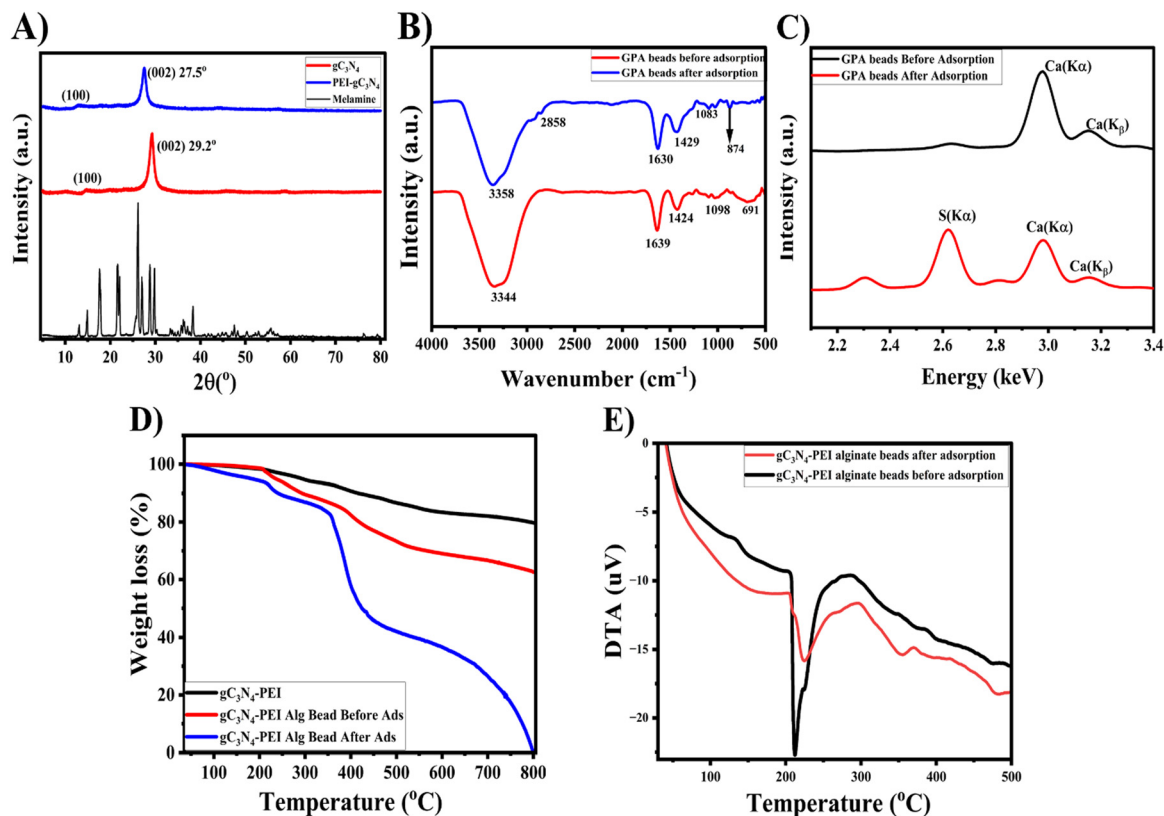 A)
(002) 27.5°
(100)
gC₃N₄
PEI-gC₃N₄
Melamine
(002) 29.2°
(100)
Intensity (a.u.)
10 20 30 40 50 60 70 80
2θ(°)
B)
GPA beads before adsorption
GPA beads after adsorption
2858
1083
1429
874
1630
3358
1424
1098
691
1639
3344
Intensity (a.u.)
4000 3500 3000 2500 2000 1500 1000 500
Wavenumber (cm⁻¹)
C)
GPA beads Before Adsorption
GPA beads After Adsorption
Ca(Kα)
Ca(Kᵦ)
S(Kα)
Ca(Kα)
Ca(Kᵦ)
Intensity (a.u.)
2.2 2.4 2.6 2.8 3.0 3.2 3.4
Energy (keV)
D)
100
80
60
40
20
0
Weight loss (%)
gC₃N₄-PEI
gC₃N₄-PEI Alg Bead Before Ads
gC₃N₄-PEI Alg Bead After Ads
100 200 300 400 500 600 700 800
Temperature (°C)
E)
gC₃N₄-PEI alginate beads after adsorption
gC₃N₄-PEI alginate beads before adsorption
0
−5
−10
−15
−20
DTA (uV)
100 200 300 400 500
Temperature (°C)